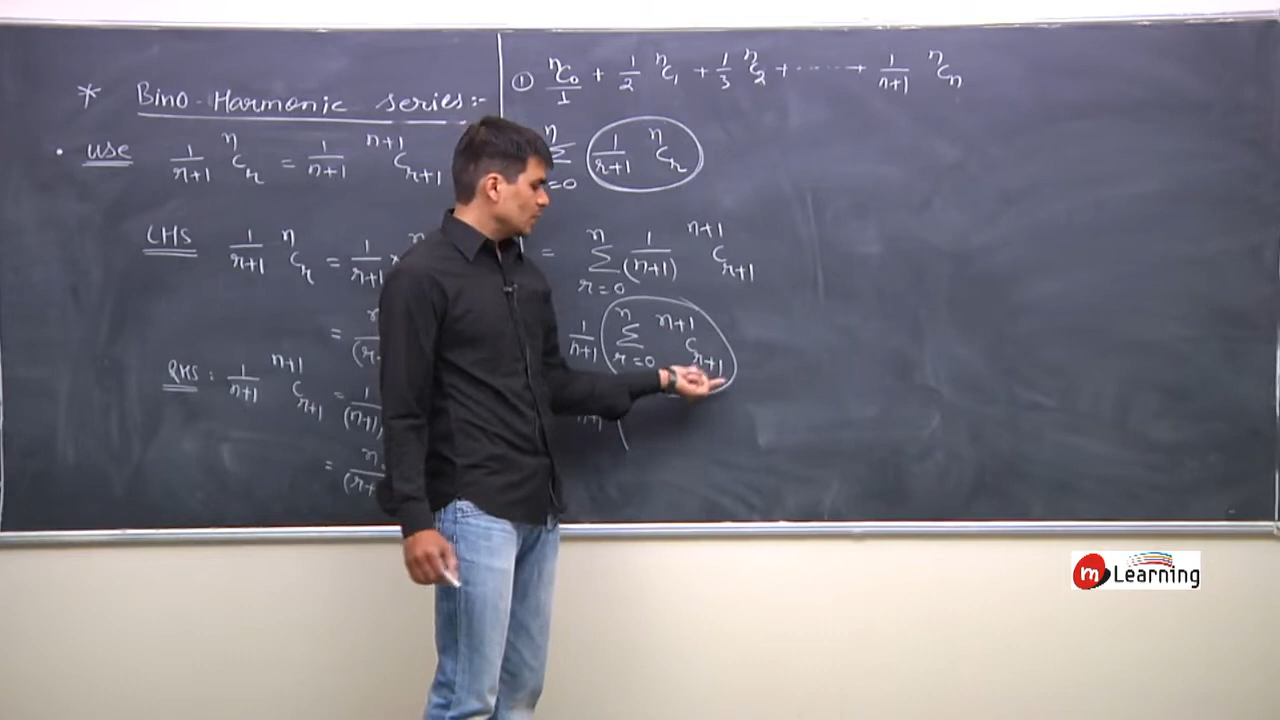 * Bino-Harmonic series:-
• use 1/(r+1) ⁿCᵣ = 1/(n+1) ⁿ⁺¹Cᵣ₊₁
LHS 1/(r+1) ⁿCᵣ = 1/(r+1) ×
=
RHS : 1/(n+1) ⁿ⁺¹Cᵣ₊₁ = 1/(n+1)
=
① ⁿC₀/1 + 1/2 ⁿC₁ + 1/3 ⁿC₂ + ...... + 1/(n+1) ⁿCₙ
n Σ =0 1/(r+1) ⁿCᵣ
= n Σ r=0 1/(n+1) ⁿ⁺¹Cᵣ₊₁
1/(n+1) n Σ r=0 ⁿ⁺¹Cᵣ₊₁
n+1 (
m Learning